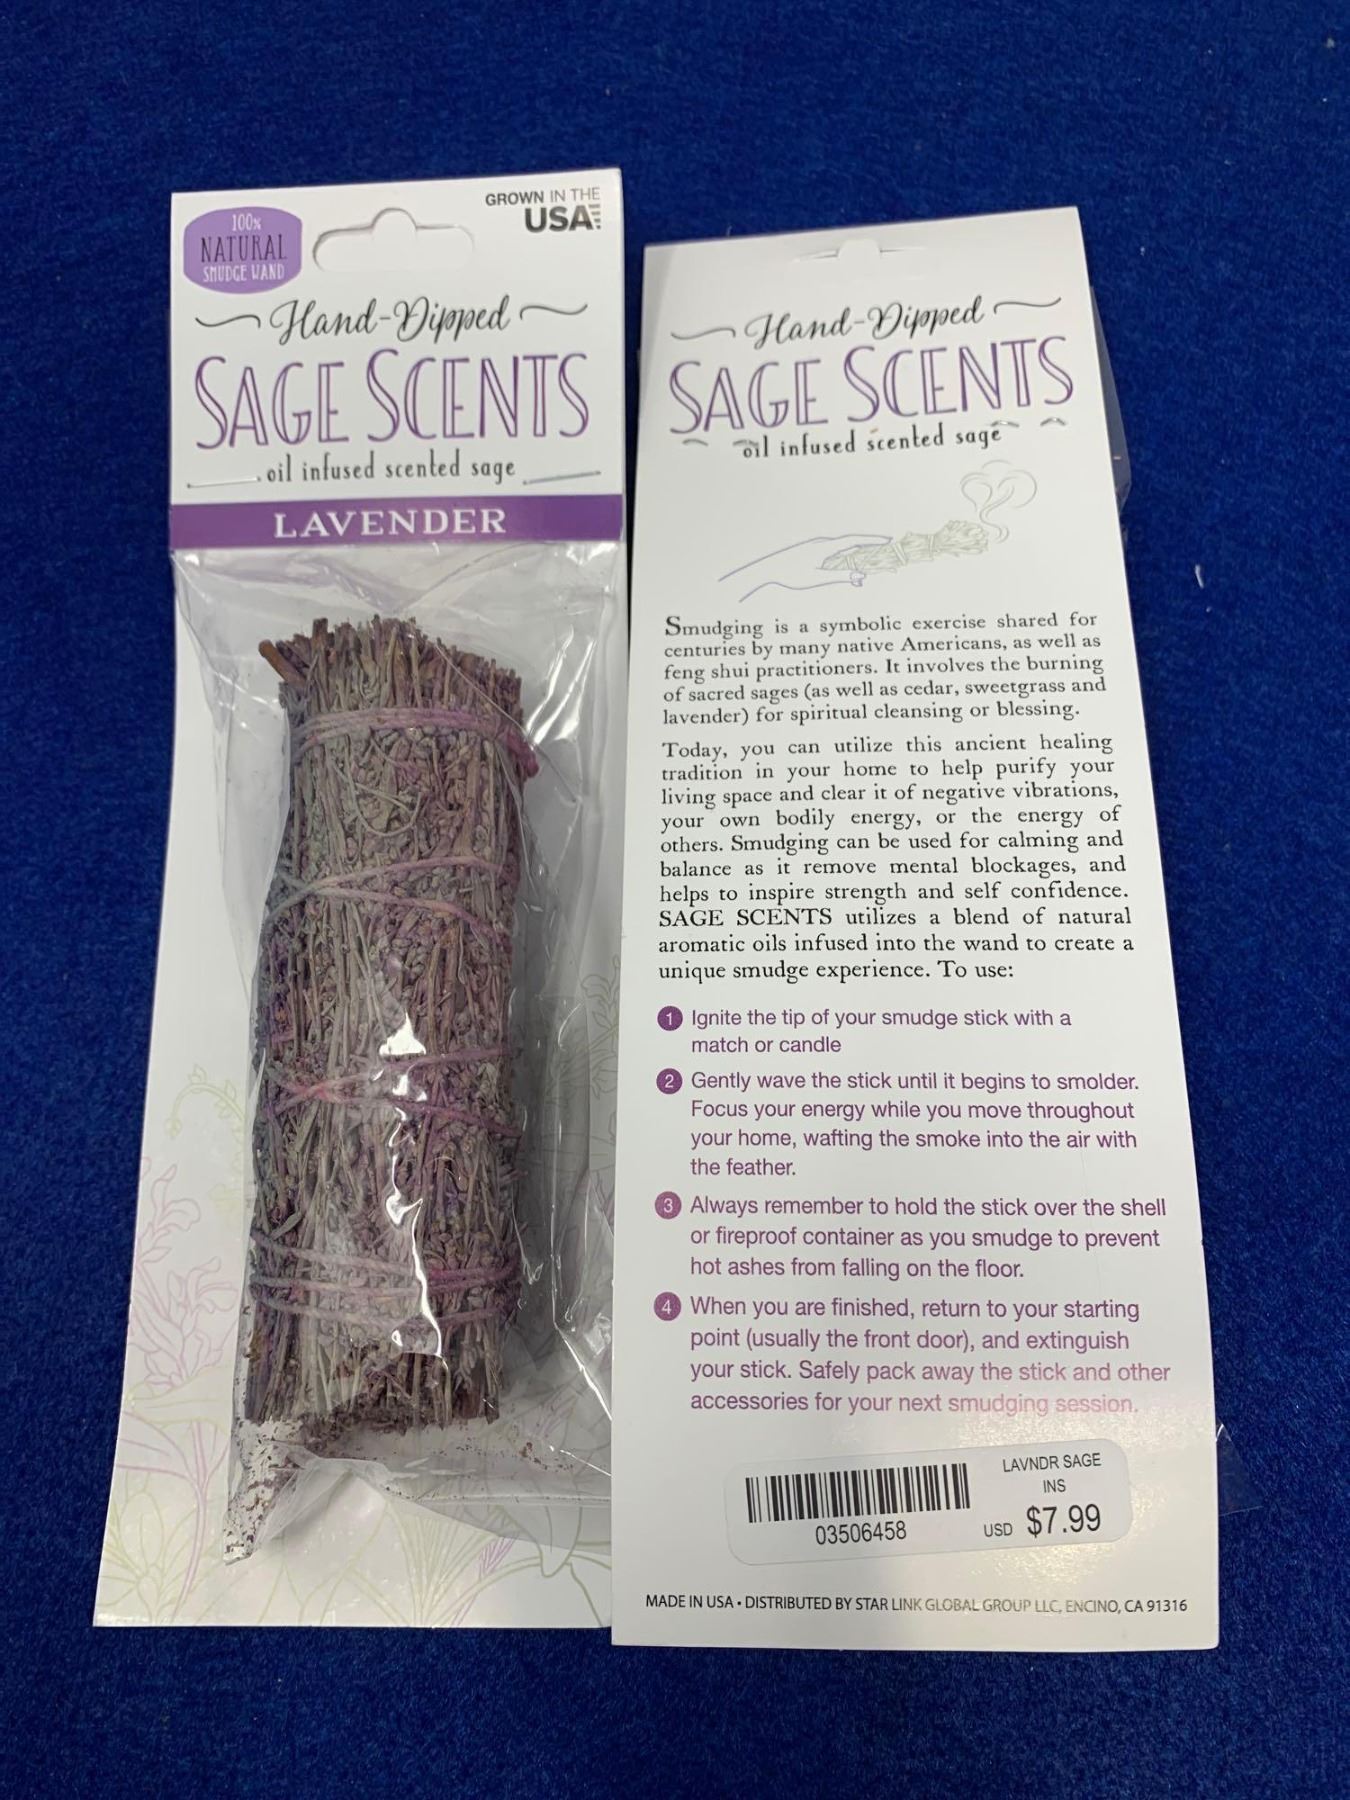 100%
NATURAL
SMUDGE WAND
GROWN IN THE
USA
Hand-Dipped
SAGE SCENTS
oil infused scented sage
LAVENDER
Hand-Dipped
SAGE SCENTS
oil infused scented sage
Smudging is a symbolic exercise shared for
centuries by many native Americans, as well as
feng shui practitioners. It involves the burning
of sacred sages (as well as cedar, sweetgrass and
lavender) for spiritual cleansing or blessing.
Today, you can utilize this ancient healing
tradition in your home to help purify your
living space and clear it of negative vibrations,
your own bodily energy, or the energy of
others. Smudging can be used for calming and
balance as it remove mental blockages, and
helps to inspire strength and self confidence.
SAGE SCENTS utilizes a blend of natural
aromatic oils infused into the wand to create a
unique smudge experience. To use:
1 Ignite the tip of your smudge stick with a
match or candle
2 Gently wave the stick until it begins to smolder.
Focus your energy while you move throughout
your home, wafting the smoke into the air with
the feather.
3 Always remember to hold the stick over the shell
or fireproof container as you smudge to prevent
hot ashes from falling on the floor.
4 When you are finished, return to your starting
point (usually the front door), and extinguish
your stick. Safely pack away the stick and other
accessories for your next smudging session.
LAVNDR SAGE
INS
03506458
USD $7.99
MADE IN USA • DISTRIBUTED BY STAR LINK GLOBAL GROUP LLC, ENCINO, CA 91316